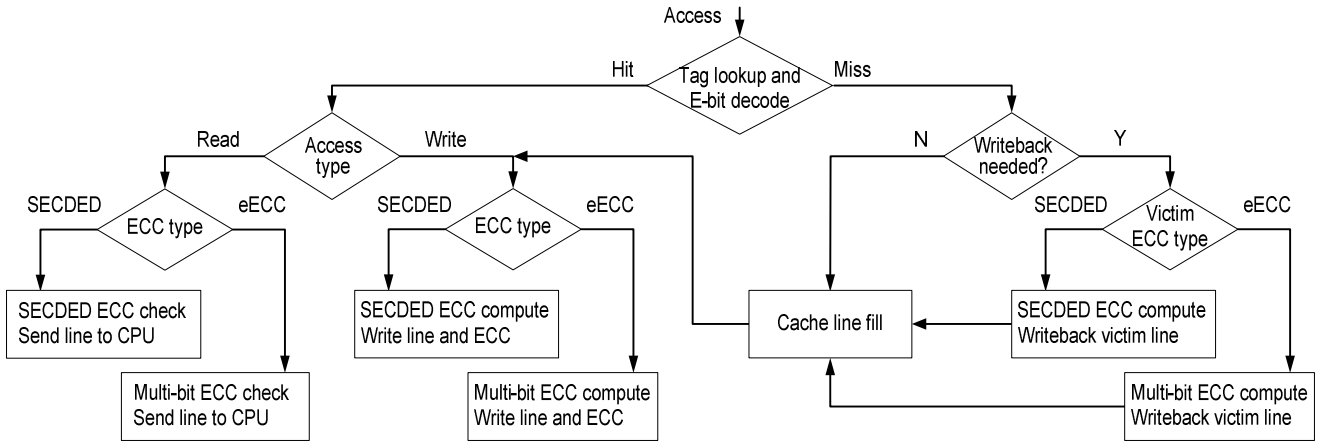 Access
Tag lookup and
E-bit decode
Hit
Miss
Access
type
Read
Write
Writeback
needed?
N
Y
ECC type
SECDED
eECC
ECC type
SECDED
eECC
Victim
ECC type
SECDED
eECC
SECDED ECC check
Send line to CPU
Multi-bit ECC check
Send line to CPU
SECDED ECC compute
Write line and ECC
Multi-bit ECC compute
Write line and ECC
Cache line fill
SECDED ECC compute
Writeback victim line
Multi-bit ECC compute
Writeback victim line